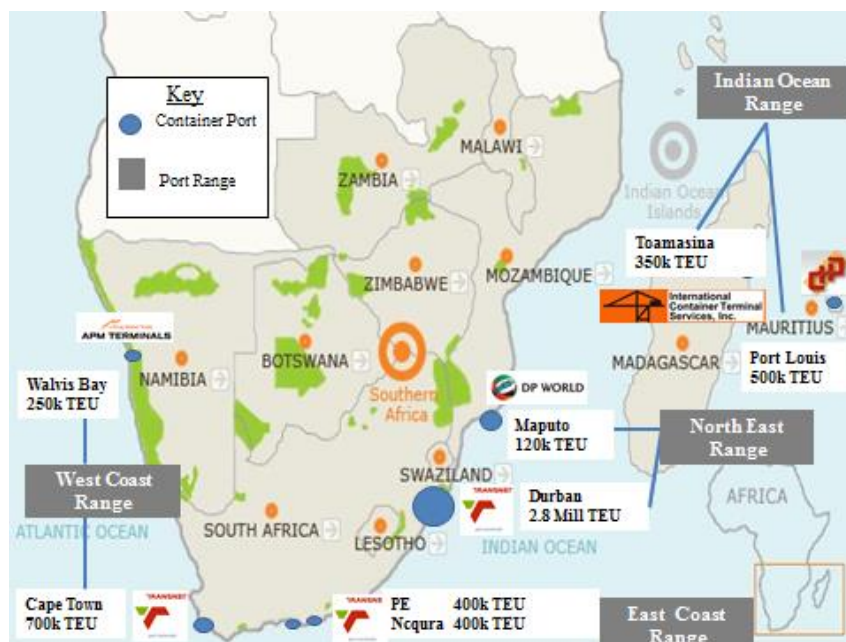 Key
Container Port
Port Range
Indian Ocean
Range
MALAWI
ZAMBIA
Indian Ocean
Islands
Toamasina
350k TEU
ZIMBABWE
MOZAMBIQUE
International
Container Terminal
Services, Inc.
MAURITIUS
APM TERMINALS
NAMIBIA
BOTSWANA
MADAGASCAR
Port Louis
500k TEU
Walvis Bay
250k TEU
Southern
Africa
DP WORLD
Maputo
120k TEU
North East
Range
SWAZILAND
West Coast
Range
Durban
2.8 Mill TEU
AFRICA
ATLANTIC OCEAN
SOUTH AFRICA
LESOTHO
INDIAN OCEAN
TRANSNET
Cape Town
700k TEU
TRANSNET
PE 400k TEU
Ncqura 400k TEU
East Coast
Range